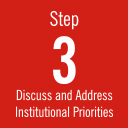 Step
3
Discuss and Address
Institutional Priorities